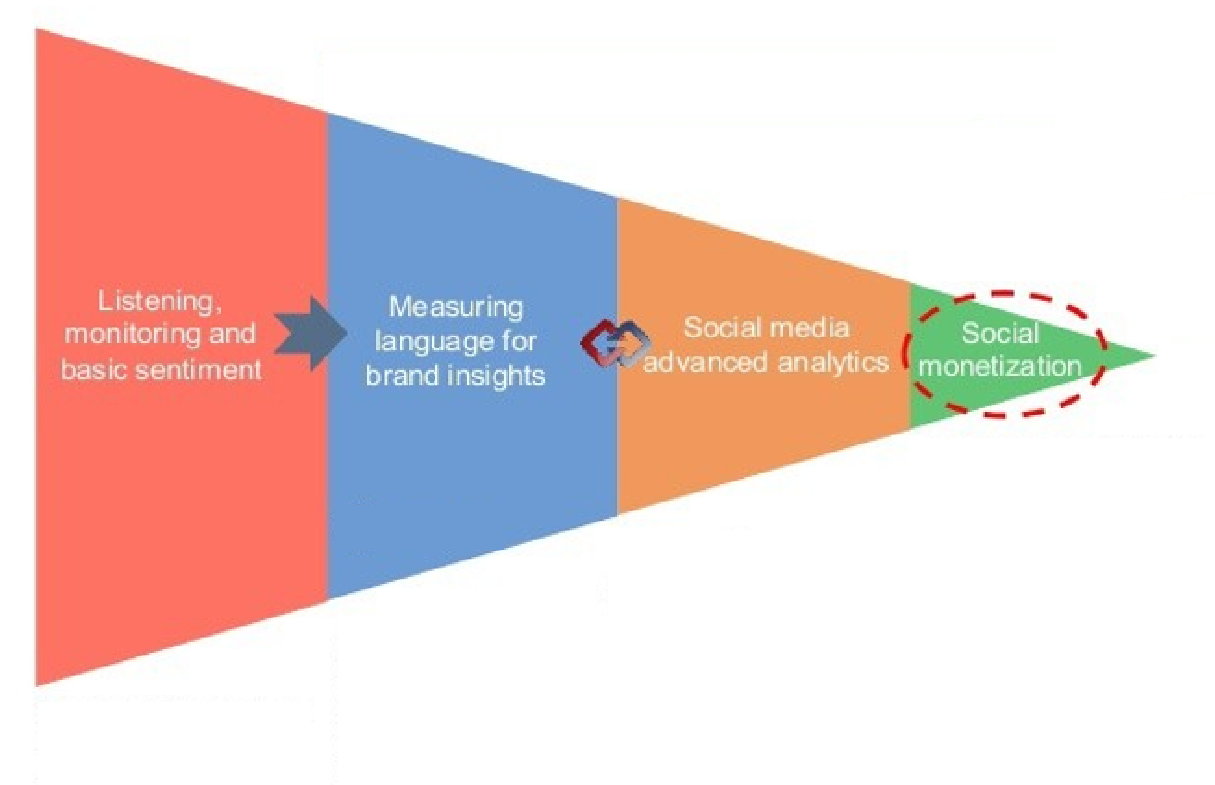 Listening,
monitoring and
basic sentiment
Measuring
language for
brand insights
Social media
advanced analytics
Social
monetization